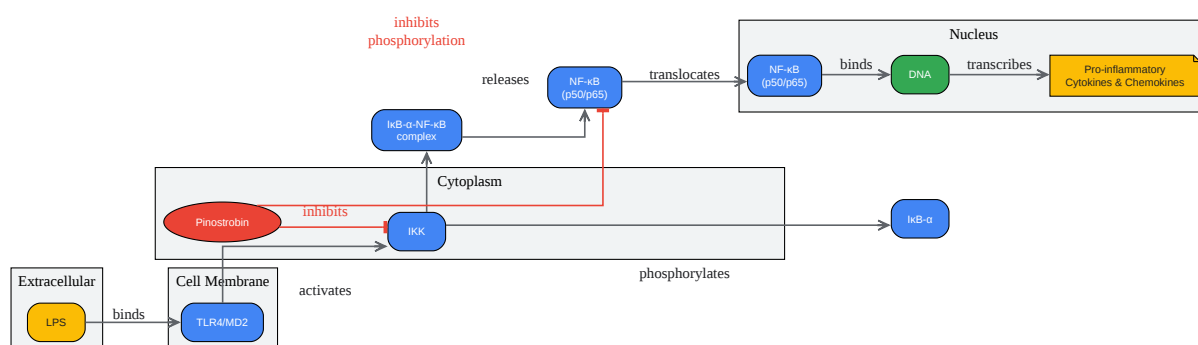 inhibits
phosphorylation
Nucleus
releases
NF-κB
(p50/p65)
translocates
NF-κB
(p50/p65)
binds
DNA
transcribes
Pro-inflammatory
Cytokines & Chemokines
IκB-α-NF-κB
complex
Cytoplasm
Pinostrobin
inhibits
IKK
IκB-α
phosphorylates
Extracellular
Cell Membrane
activates
LPS
binds
TLR4/MD2